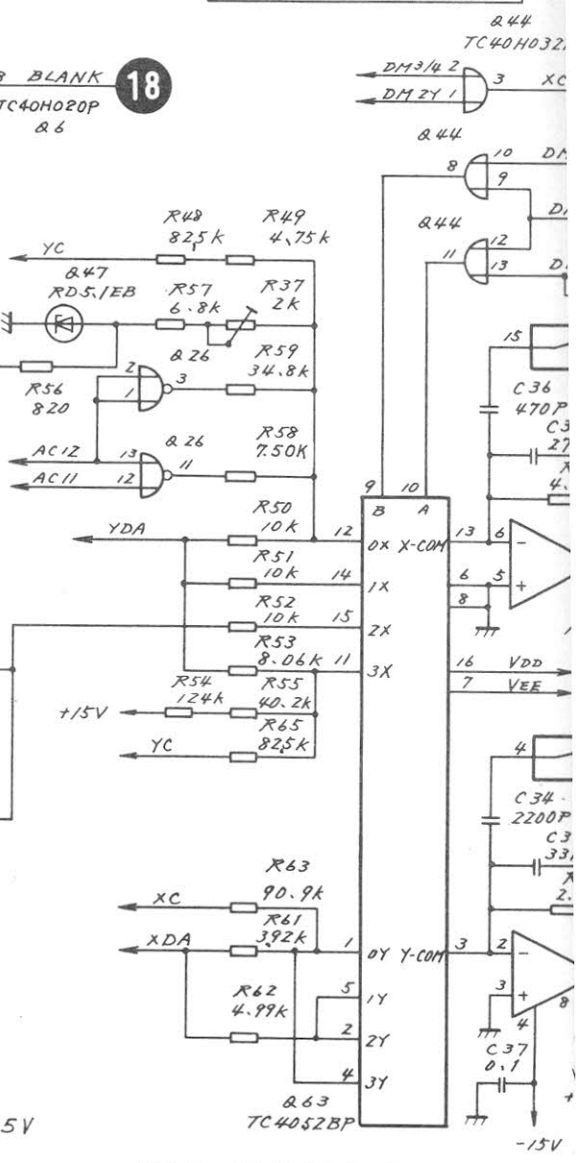 Q44
TC40H032
DM3/4 2
3 XC
DM2Y 1
BLANK 18
TC40H020P
Q6
Q44
8
10
9
Q44
11
12
13
R48
82.5k
R49
4.75k
YC
Q47
RD5.1EB
R57
6.8k
R37
2k
R59
34.8k
Q26
2
3
1
R56
820
R58
7.50K
Q26
AC12 13
11
AC11 12
15
C36
470P
9 10
B A
YDA
R50
10k 12
0X X-COM 13 6 -
R51
10k 14
1X
6 5 +
8
R52
10k 15
2X
R53
8.06k 11
3X
16 VDD
7 VEE
R54
124k
R55
40.2k
+15V
R65
82.5k
YC
4
C34
2200P
R63
90.9k
XC
R61
3.92k
XDA
1
0Y Y-COM 3 2 -
R62
4.99k
5
1Y
3 +
8
2
2Y
4
C37
0.1
4
3Y
Q63
TC4052BP
5V
-15V